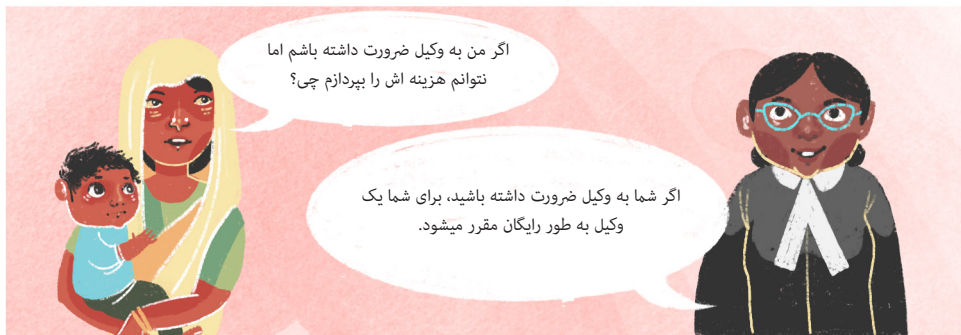 اگر من به وکیل ضرورت داشته باشم اما
نتوانم هزینه اش را بپردازم چی؟
اگر شما به وکیل ضرورت داشته باشید، برای شما یک
وکیل به طور رایگان مقرر میشود.